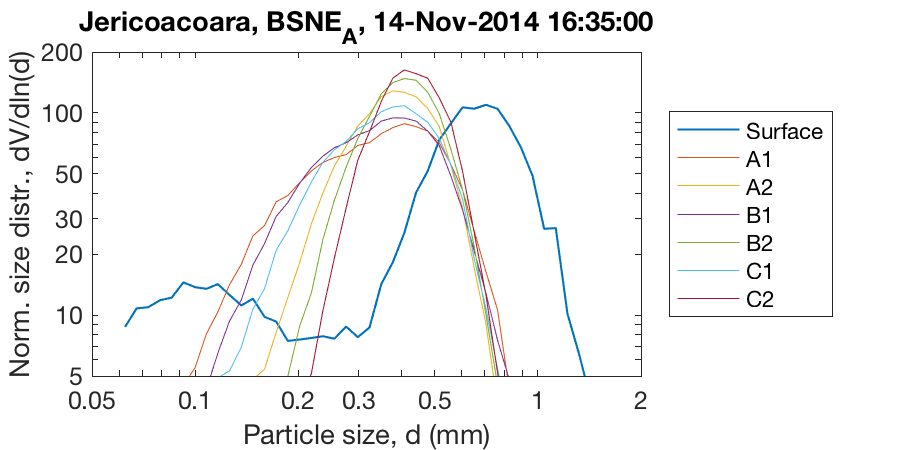 Jericoacoara, BSNE_A, 14-Nov-2014 16:35:00
Norm. size distr., dV/dln(d)
200
100
50
30
20
10
5
0.05 0.1 0.2 0.3 0.5 1 2
Particle size, d (mm)
Surface
A1
A2
B1
B2
C1
C2